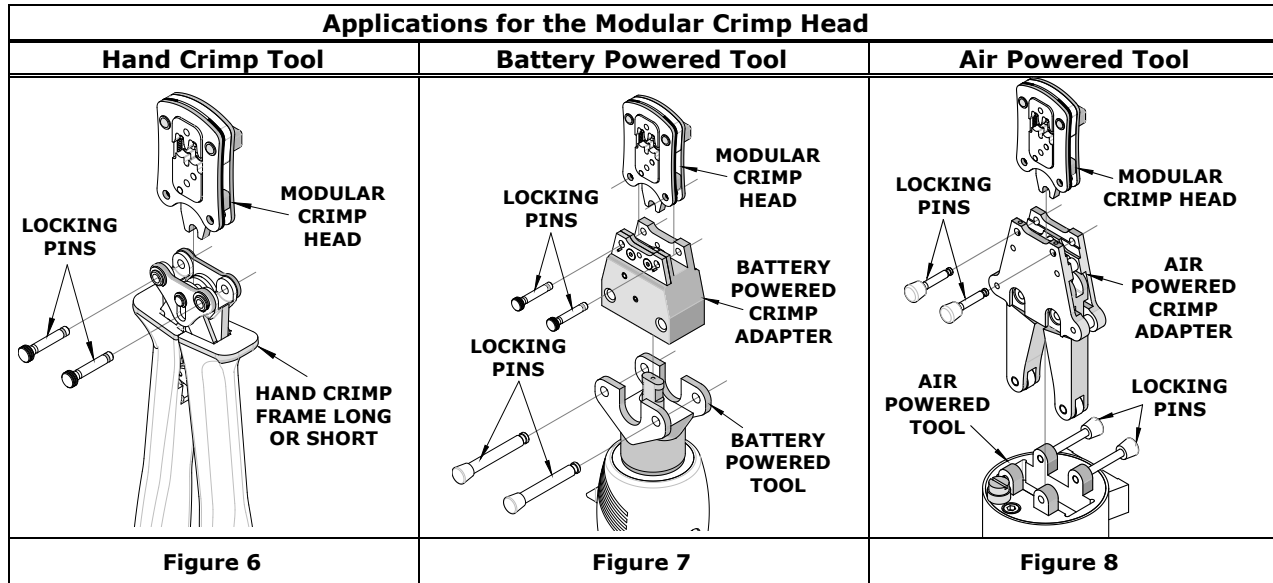 Applications for the Modular Crimp Head
Hand Crimp Tool
Battery Powered Tool
Air Powered Tool
MODULAR
CRIMP
HEAD
LOCKING
PINS
HAND CRIMP
FRAME LONG
OR SHORT
MODULAR
CRIMP
HEAD
LOCKING
PINS
BATTERY
POWERED
CRIMP
ADAPTER
LOCKING
PINS
BATTERY
POWERED
TOOL
MODULAR
CRIMP HEAD
LOCKING
PINS
AIR
POWERED
CRIMP
ADAPTER
AIR
POWERED
TOOL
LOCKING
PINS
Figure 6
Figure 7
Figure 8